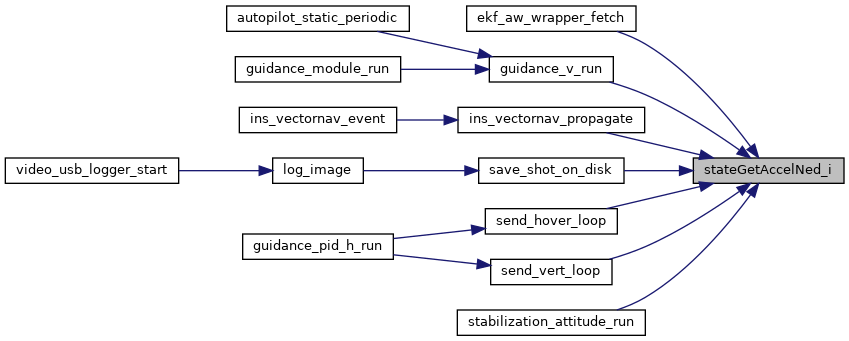 autopilot_static_periodic
ekf_aw_wrapper_fetch
guidance_module_run
guidance_v_run
ins_vectornav_event
ins_vectornav_propagate
video_usb_logger_start
log_image
save_shot_on_disk
stateGetAccelNed_i
send_hover_loop
guidance_pid_h_run
send_vert_loop
stabilization_attitude_run